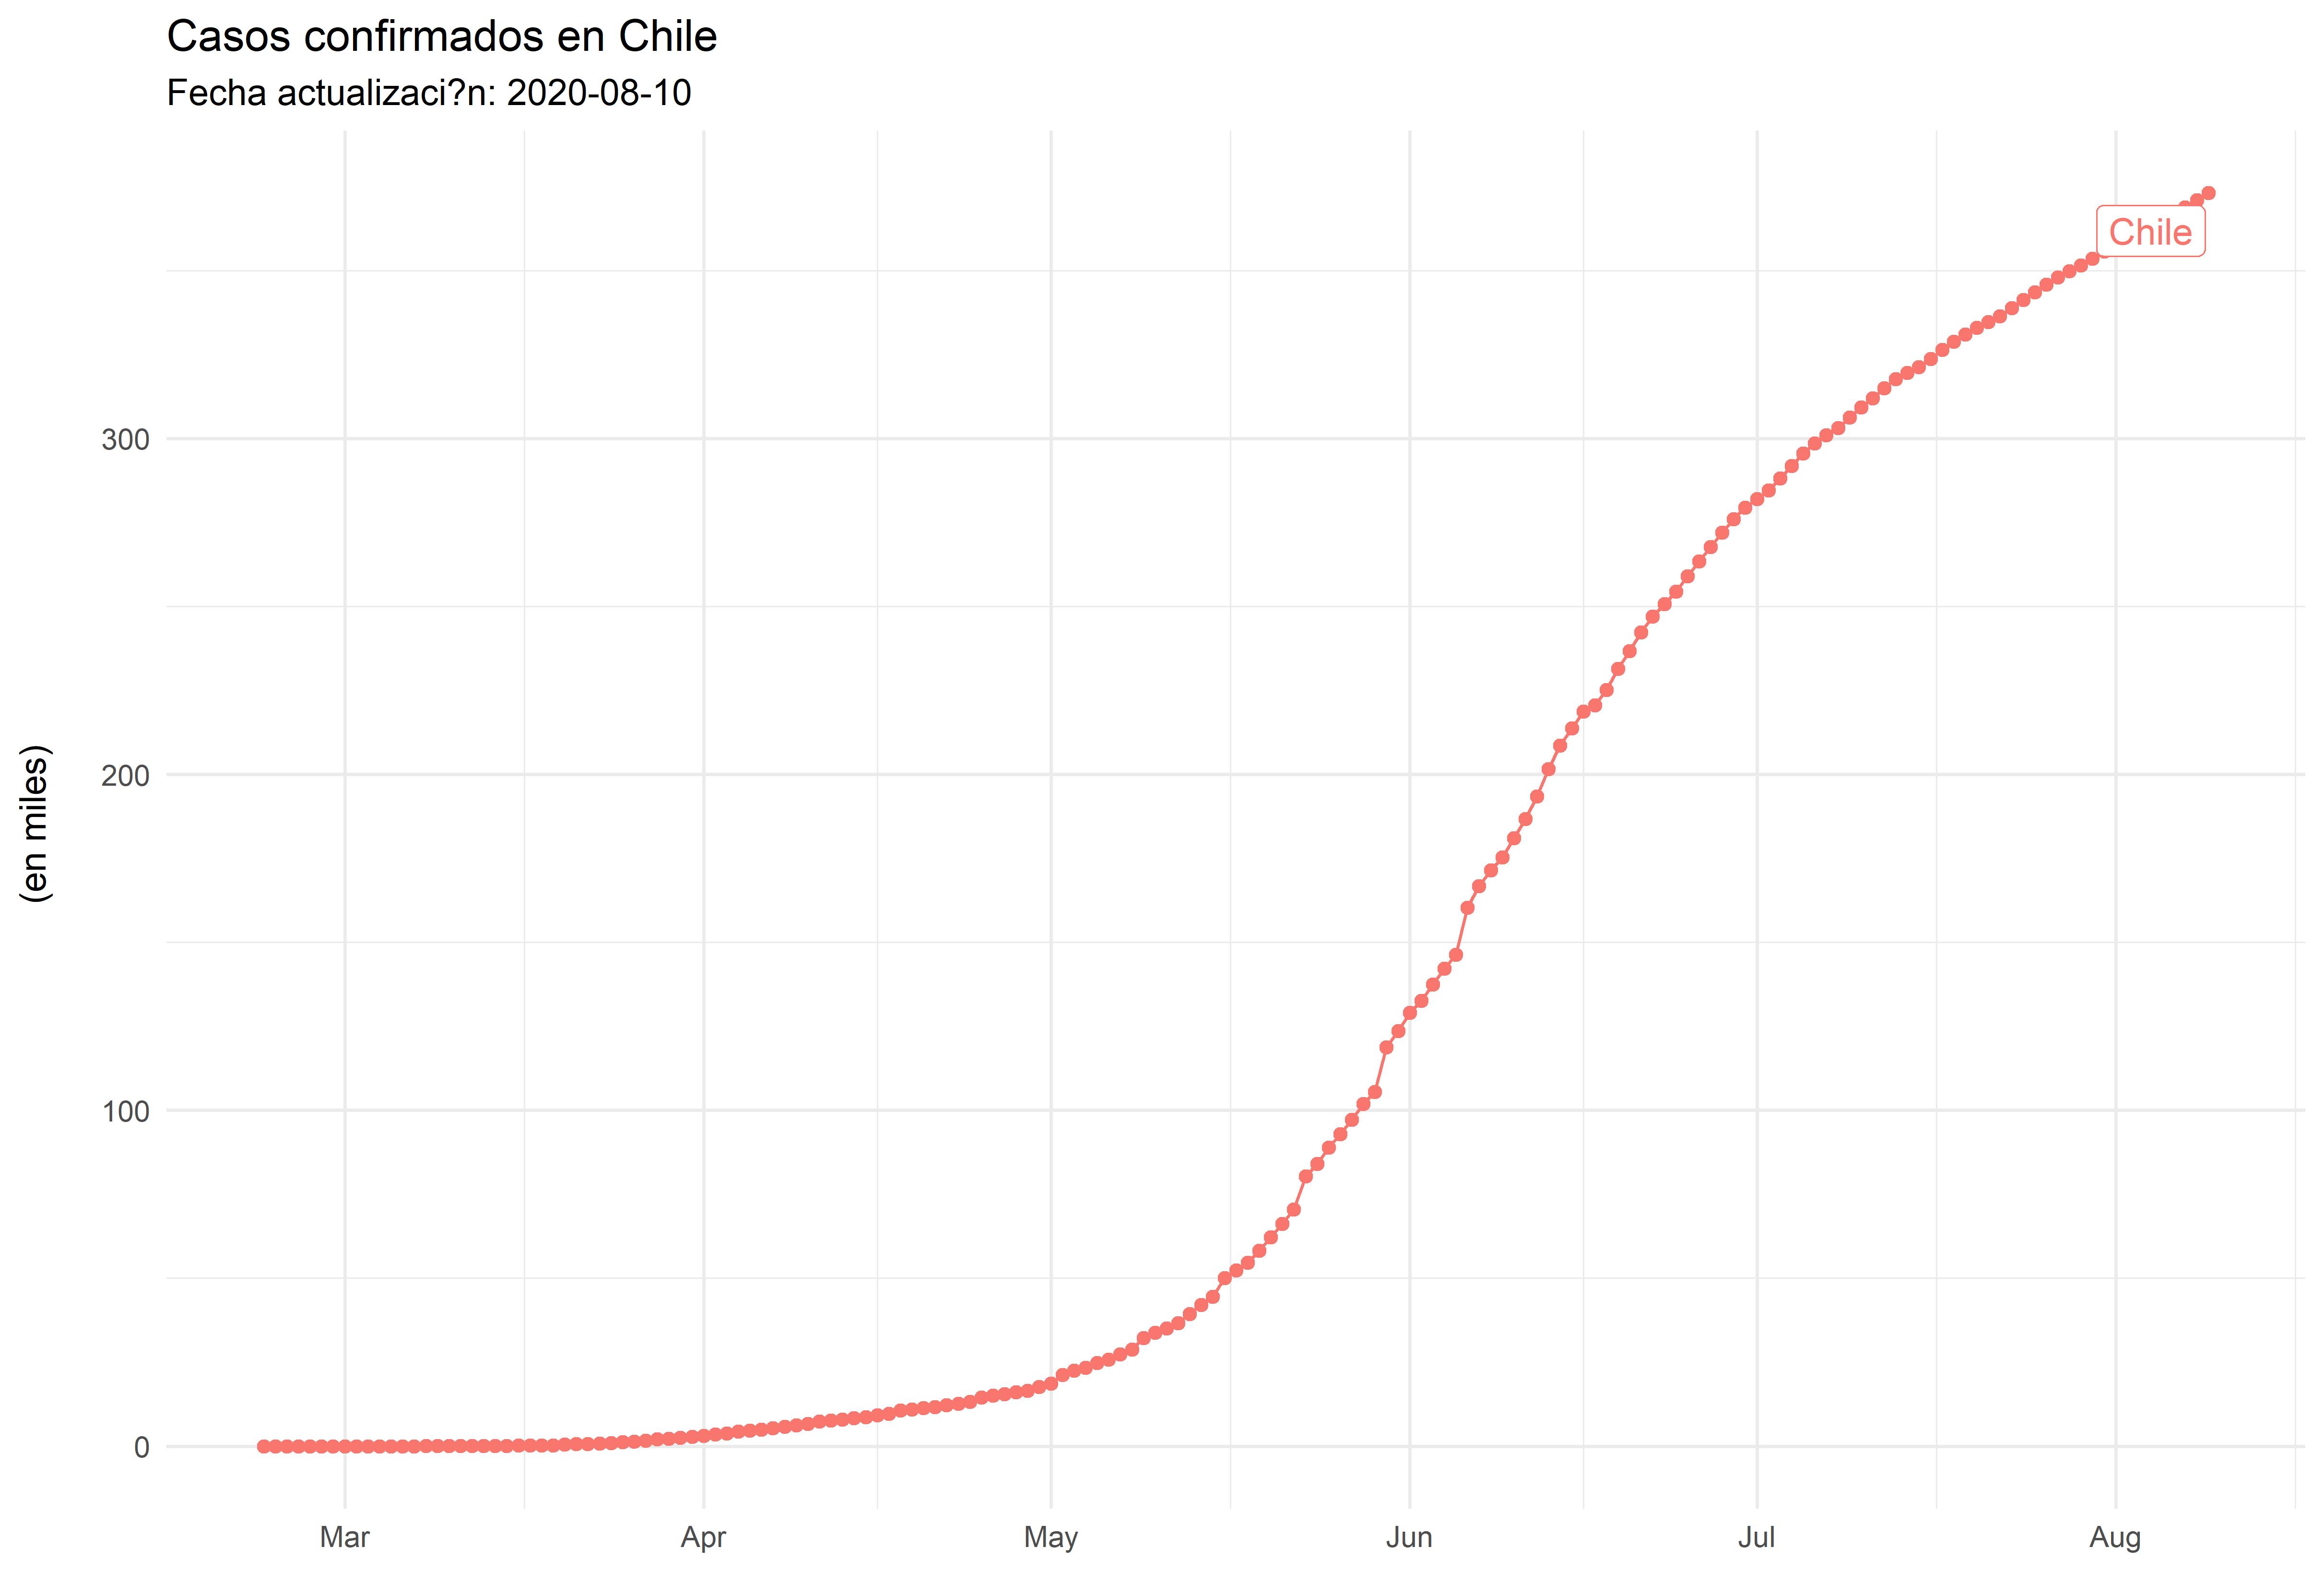 Casos confirmados en Chile
Fecha actualizaci?n: 2020-08-10
Chile
300
200
100
0
(en miles)
Mar Apr May Jun Jul Aug